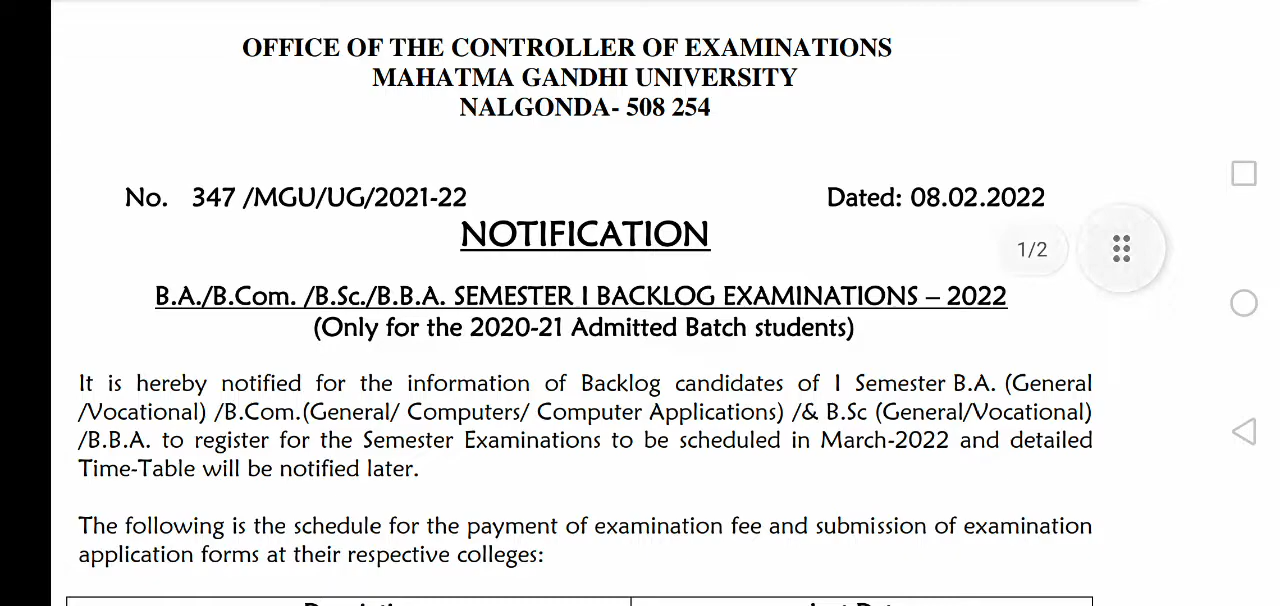 OFFICE OF THE CONTROLLER OF EXAMINATIONS
MAHATMA GANDHI UNIVERSITY
NALGONDA- 508 254
No. 347 /MGU/UG/2021-22 Dated: 08.02.2022
NOTIFICATION
1/2
B.A./B.Com. /B.Sc./B.B.A. SEMESTER I BACKLOG EXAMINATIONS – 2022
(Only for the 2020-21 Admitted Batch students)
It is hereby notified for the information of Backlog candidates of I Semester B.A. (General
/Vocational) /B.Com.(General/ Computers/ Computer Applications) /& B.Sc (General/Vocational)
/B.B.A. to register for the Semester Examinations to be scheduled in March-2022 and detailed
Time-Table will be notified later.
The following is the schedule for the payment of examination fee and submission of examination
application forms at their respective colleges: